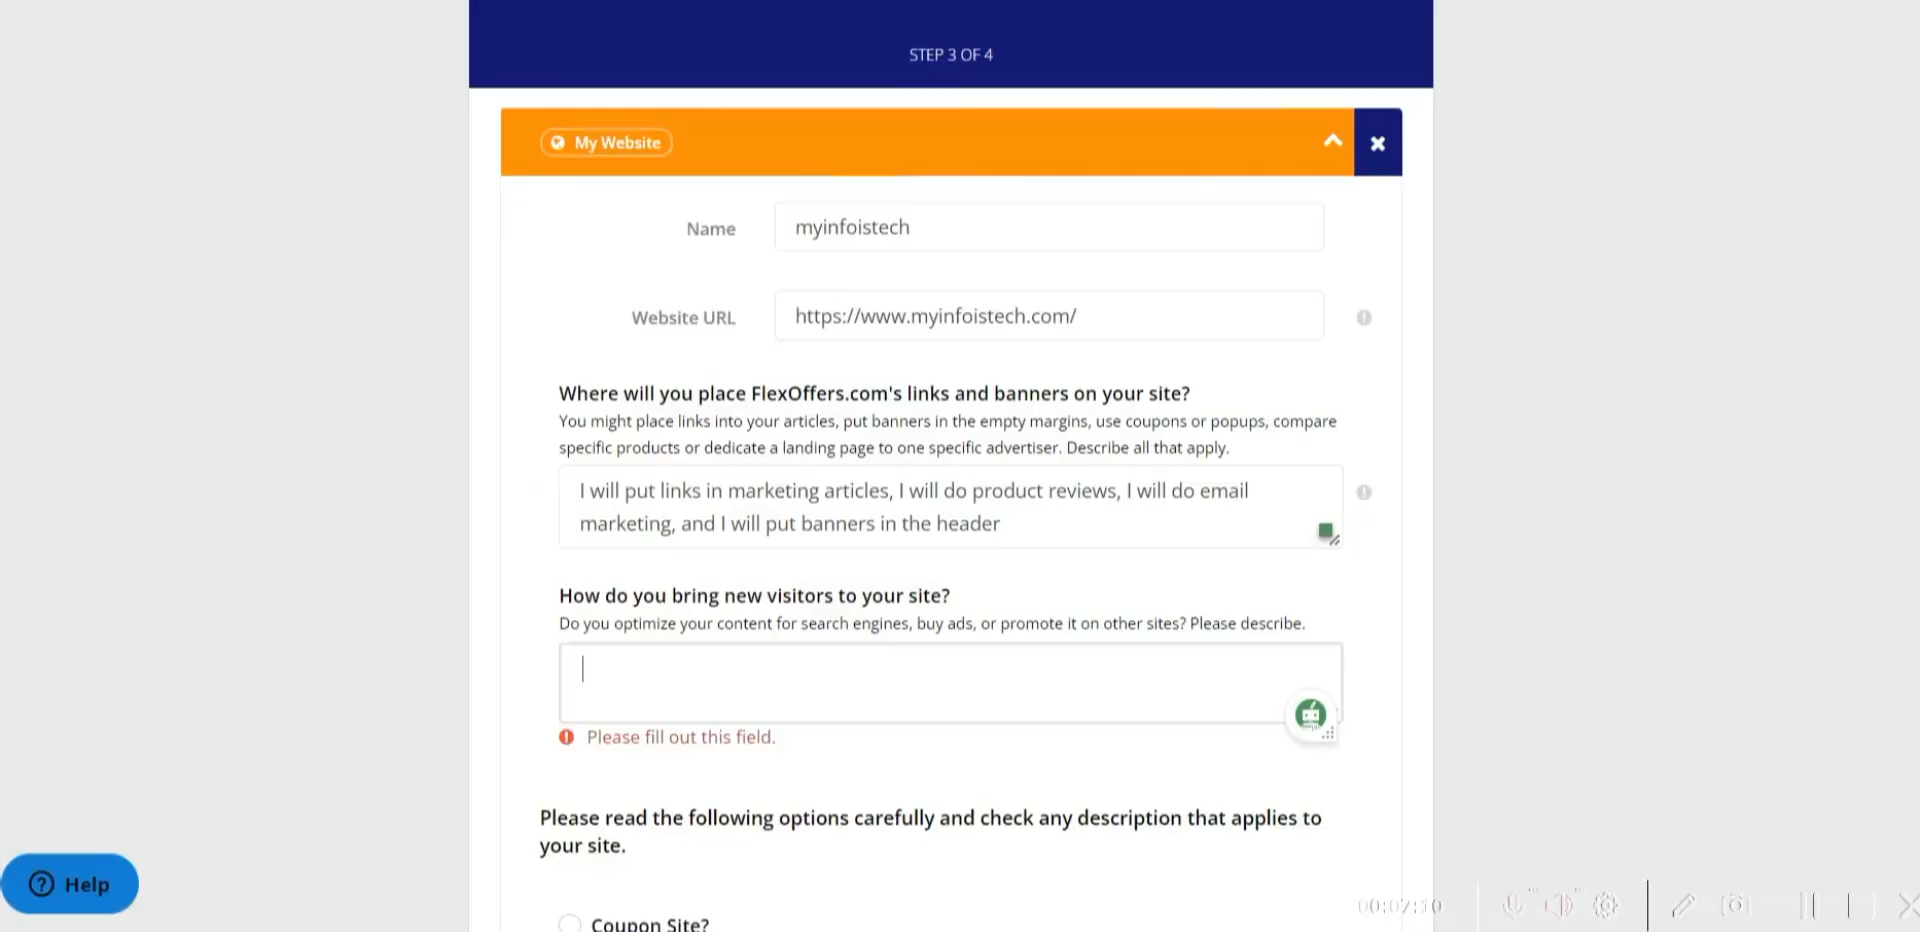 STEP 3 OF 4
My Website
Name
myinfoistech
Website URL
https://www.myinfoistech.com/
Where will you place FlexOffers.com's links and banners on your site?
You might place links into your articles, put banners in the empty margins, use coupons or popups, compare
specific products or dedicate a landing page to one specific advertiser. Describe all that apply.
I will put links in marketing articles, I will do product reviews, I will do email
marketing, and I will put banners in the header
How do you bring new visitors to your site?
Do you optimize your content for search engines, buy ads, or promote it on other sites? Please describe.
Please fill out this field.
Please read the following options carefully and check any description that applies to
your site.
Help
Coupon Site?